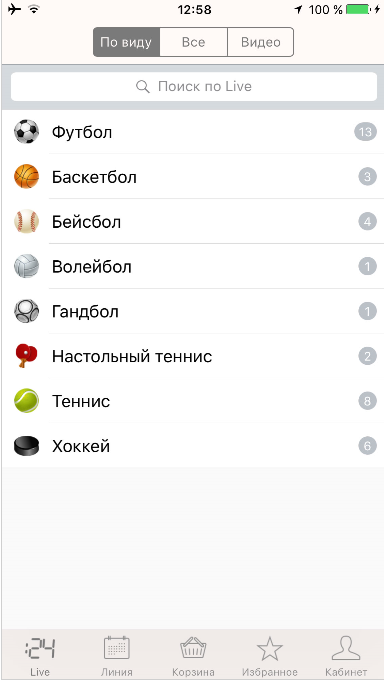 12:58
100 %
По виду
Все
Видео
Поиск по Live
Футбол 13
Баскетбол 3
Бейсбол 4
Волейбол 1
Гандбол 1
Настольный теннис 2
Теннис 8
Хоккей 6
:24
Live
Линия
Корзина
Избранное
Кабинет